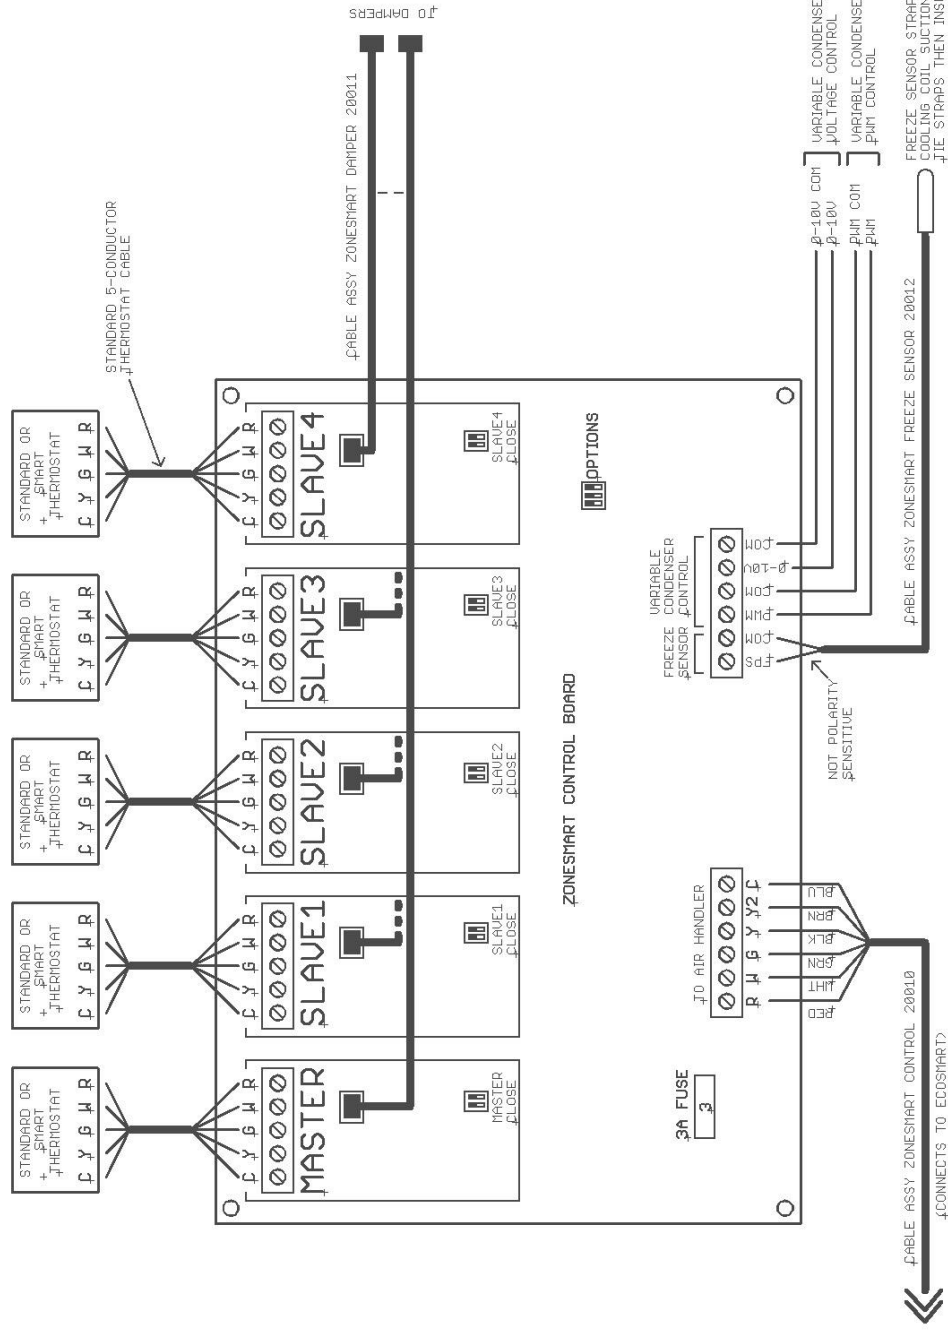 STANDARD OR
SMART
THERMOSTAT
C Y G W R
STANDARD OR
SMART
THERMOSTAT
C Y G W R
STANDARD OR
SMART
THERMOSTAT
C Y G W R
STANDARD OR
SMART
THERMOSTAT
C Y G W R
STANDARD OR
SMART
THERMOSTAT
C Y G W R
STANDARD 5-CONDUCTOR
THERMOSTAT CABLE
C Y G W R
MASTER
C Y G W R
SLAVE1
C Y G W R
SLAVE2
C Y G W R
SLAVE3
C Y G W R
SLAVE4
CABLE ASSY ZONESMART DAMPER 20011
TO DAMPERS
MASTER
CLOSE
SLAVE1
CLOSE
SLAVE2
CLOSE
SLAVE3
CLOSE
SLAVE4
CLOSE
ZONESMART CONTROL BOARD
OPTIONS
3A FUSE
3
TO AIR HANDLER
R W G Y Y2 C
RED
WHT
GRN
BLK
BRN
BLU
FREEZE
SENSOR
VARIABLE
CONDENSER
CONTROL
FPS
COM
PWM
COM
0-10V
COM
NOT POLARITY
SENSITIVE
0-10V COM
0-10V
VARIABLE CONDENSE
VOLTAGE CONTROL
PWM COM
PWM
VARIABLE CONDENSE
PWM CONTROL
CABLE ASSY ZONESMART CONTROL 20010
(CONNECTS TO ECOSMART)
CABLE ASSY ZONESMART FREEZE SENSOR 20012
FREEZE SENSOR STRAP
COOLING COIL SUCTION
TIE STRAPS THEN INS